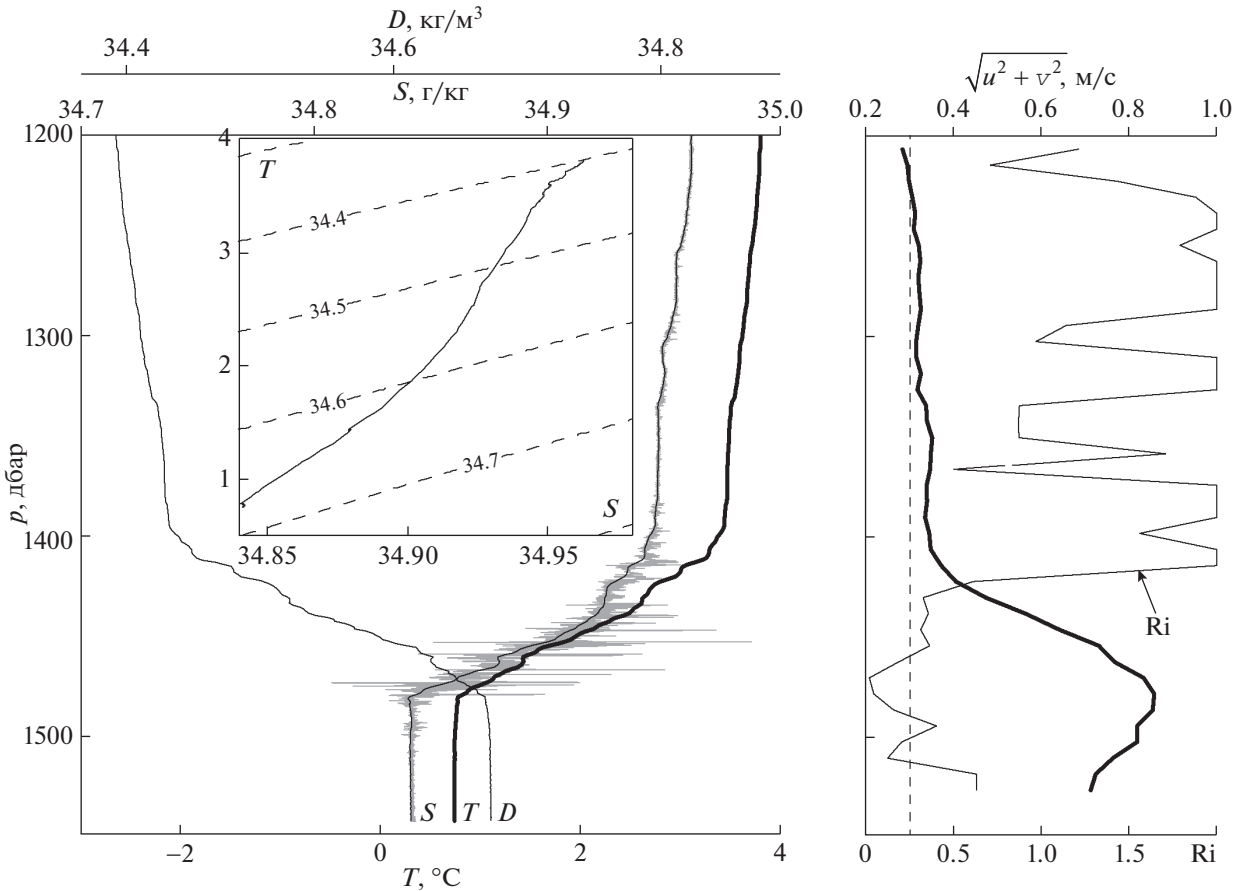 D, кг/м³
34.4 34.6 34.8
S, г/кг
34.7 34.8 34.9 35.0
√u² + v², м/с
0.2 0.4 0.6 0.8 1.0
1200
1300
1400
1500
p, дбар
4
3
2
1
T
34.4
34.5
34.6
34.7
S
34.85 34.90 34.95
Ri
S T D
−2 0 2 4
T, °C
0 0.5 1.0 1.5 Ri